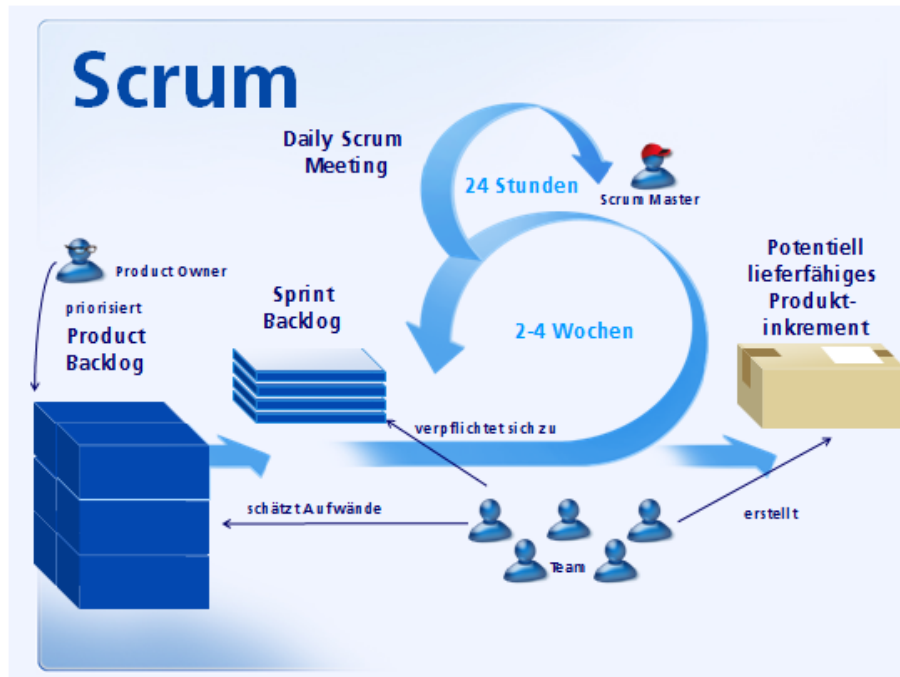 Scrum
Daily Scrum
Meeting
24 Stunden
Scrum Master
Product Owner
priorisiert
Product
Backlog
Sprint
Backlog
2-4 Wochen
Potentiell
lieferfähiges
Produkt-
inkrement
verpflichtet sich zu
schätzt Aufwände
erstellt
Team